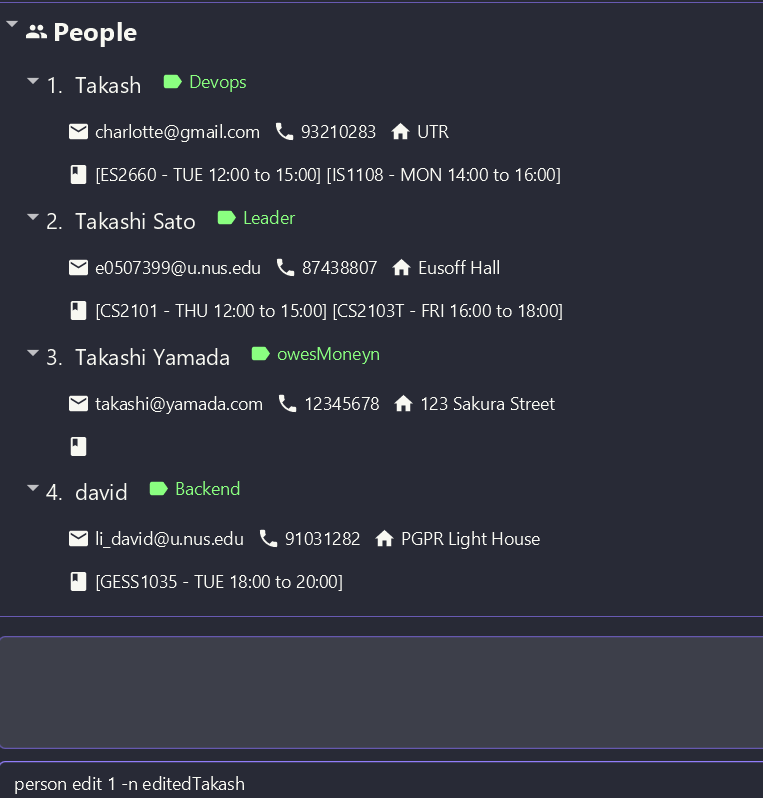 People
1. Takash Devops
charlotte@gmail.com 93210283 UTR
[ES2660 - TUE 12:00 to 15:00] [IS1108 - MON 14:00 to 16:00]
2. Takashi Sato Leader
e0507399@u.nus.edu 87438807 Eusoff Hall
[CS2101 - THU 12:00 to 15:00] [CS2103T - FRI 16:00 to 18:00]
3. Takashi Yamada owesMoneyn
takashi@yamada.com 12345678 123 Sakura Street
4. david Backend
li_david@u.nus.edu 91031282 PGPR Light House
[GESS1035 - TUE 18:00 to 20:00]
person edit 1 -n editedTakash